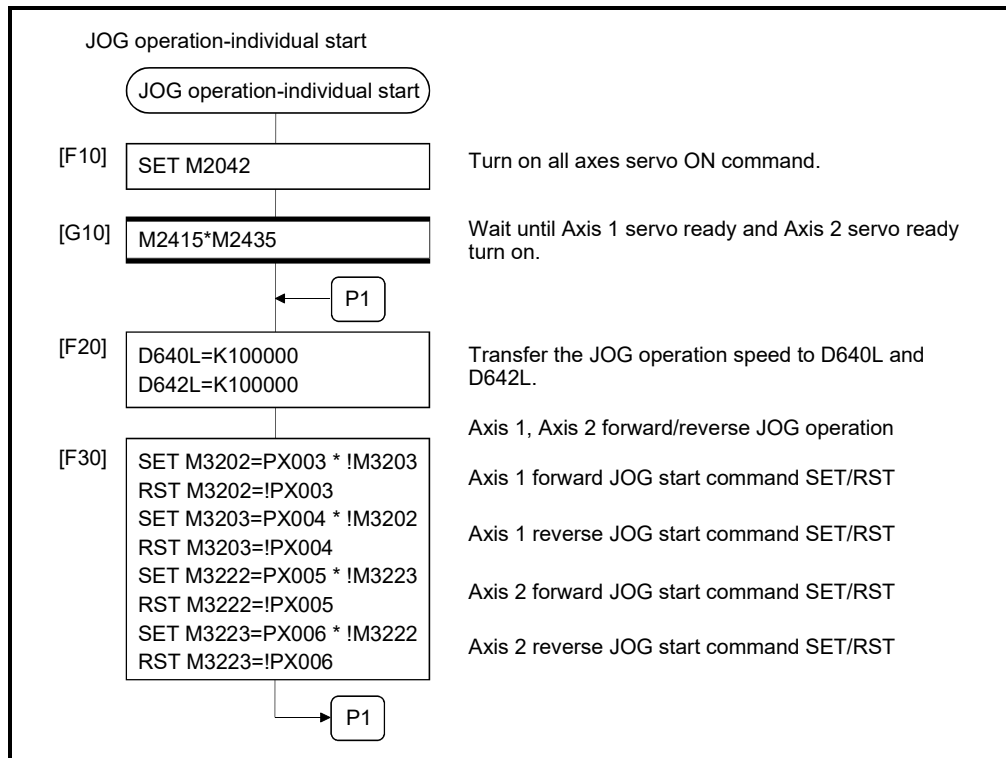 JOG operation-individual start
JOG operation-individual start
[F10]
SET M2042
Turn on all axes servo ON command.
[G10]
M2415*M2435
Wait until Axis 1 servo ready and Axis 2 servo ready
turn on.
P1
[F20]
D640L=K100000
D642L=K100000
Transfer the JOG operation speed to D640L and
D642L.
Axis 1, Axis 2 forward/reverse JOG operation
[F30]
SET M3202=PX003 * !M3203
Axis 1 forward JOG start command SET/RST
RST M3202=!PX003
SET M3203=PX004 * !M3202
Axis 1 reverse JOG start command SET/RST
RST M3203=!PX004
SET M3222=PX005 * !M3223
Axis 2 forward JOG start command SET/RST
RST M3222=!PX005
SET M3223=PX006 * !M3222
Axis 2 reverse JOG start command SET/RST
RST M3223=!PX006
P1